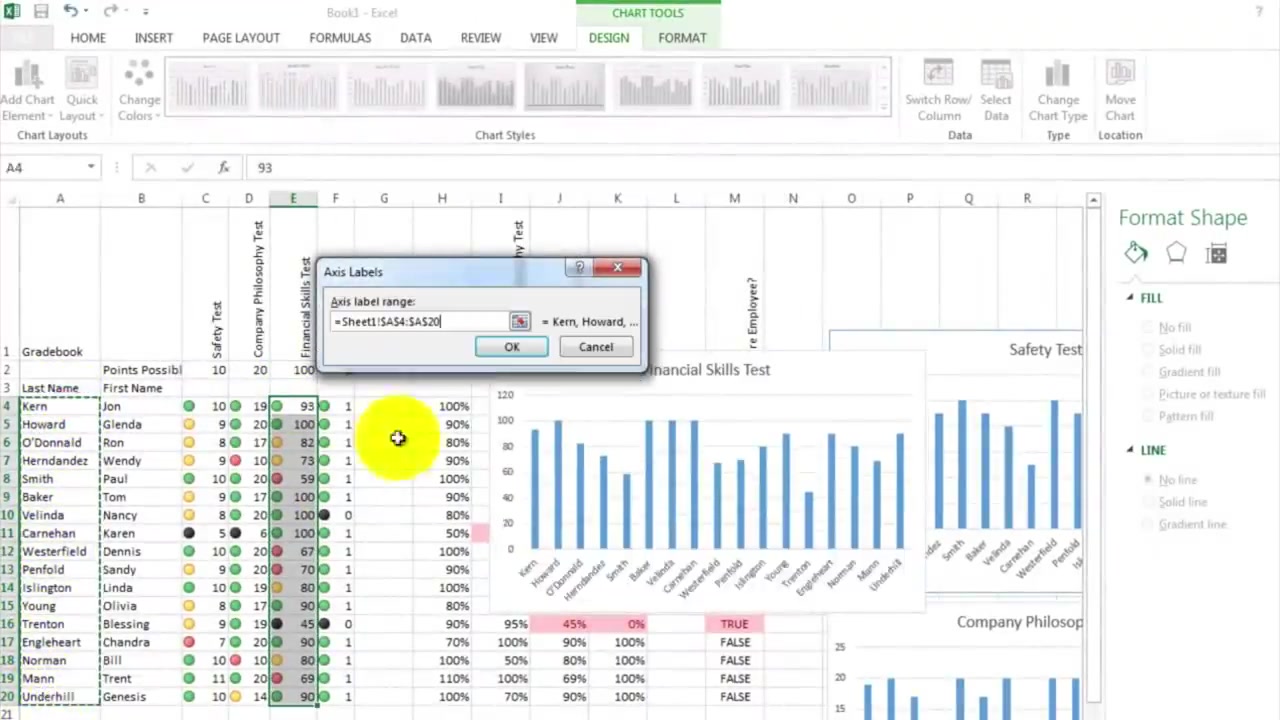 Book1 - Excel
CHART TOOLS
?
HOME INSERT PAGE LAYOUT FORMULAS DATA REVIEW VIEW DESIGN FORMAT
Add Chart Element
Quick Layout
Change Colors
Switch Row/ Column
Select Data
Change Chart Type
Move Chart
Chart Layouts
Chart Styles
Data
Type
Location
A4 fx 93
A B C D E F G H I J K L M N O P Q R
Safety Test
Company Philosophy Test
Financial Skills Test
hy Test
re Employee?
1 Gradebook
2 Points Possibl 10 20 100
3 Last Name First Name
4 Kern Jon 10 19 93 1 100%
5 Howard Glenda 9 20 100 1 90%
6 O'Donnald Ron 8 17 82 1 80%
7 Herndandez Wendy 9 10 73 1 90%
8 Smith Paul 10 20 59 1 100%
9 Baker Tom 9 17 100 1 90%
10 Velinda Nancy 8 20 100 0 80%
11 Carnehan Karen 5 6 100 1 50%
12 Westerfield Dennis 10 20 67 1 100%
13 Penfold Sandy 9 20 70 1 90%
14 Islington Linda 10 19 80 1 100%
15 Young Olivia 8 17 90 1 80%
16 Trenton Blessing 9 19 45 0 90% 95% 45% 0% TRUE
17 Engleheart Chandra 7 20 90 1 70% 100% 90% 100% FALSE
18 Norman Bill 10 10 80 1 100% 50% 80% 100% FALSE
19 Mann Trent 11 20 69 1 110% 100% 69% 100% FALSE
20 Underhill Genesis 10 14 90 1 100% 70% 90% 100% FALSE
21
Axis Labels
?
Axis label range:
=Sheet1!$A$4:$A$20 = Kern, Howard, ...
OK Cancel
inancial Skills Test
120
100
80
60
40
20
0
Kern Howard O'Donnald Herndandez Smith Baker Velinda Carnehan Westerfield Penfold Islington Young Trenton Engleheart Norman Mann Underhill
Safety Test
dez Smith Baker Velinda Carnehan Westerfield Penfold Isli
Company Philosop
25
20
15
Format Shape
FILL
No fill
Solid fill
Gradient fill
Picture or texture fill
Pattern fill
LINE
No line
Solid line
Gradient line